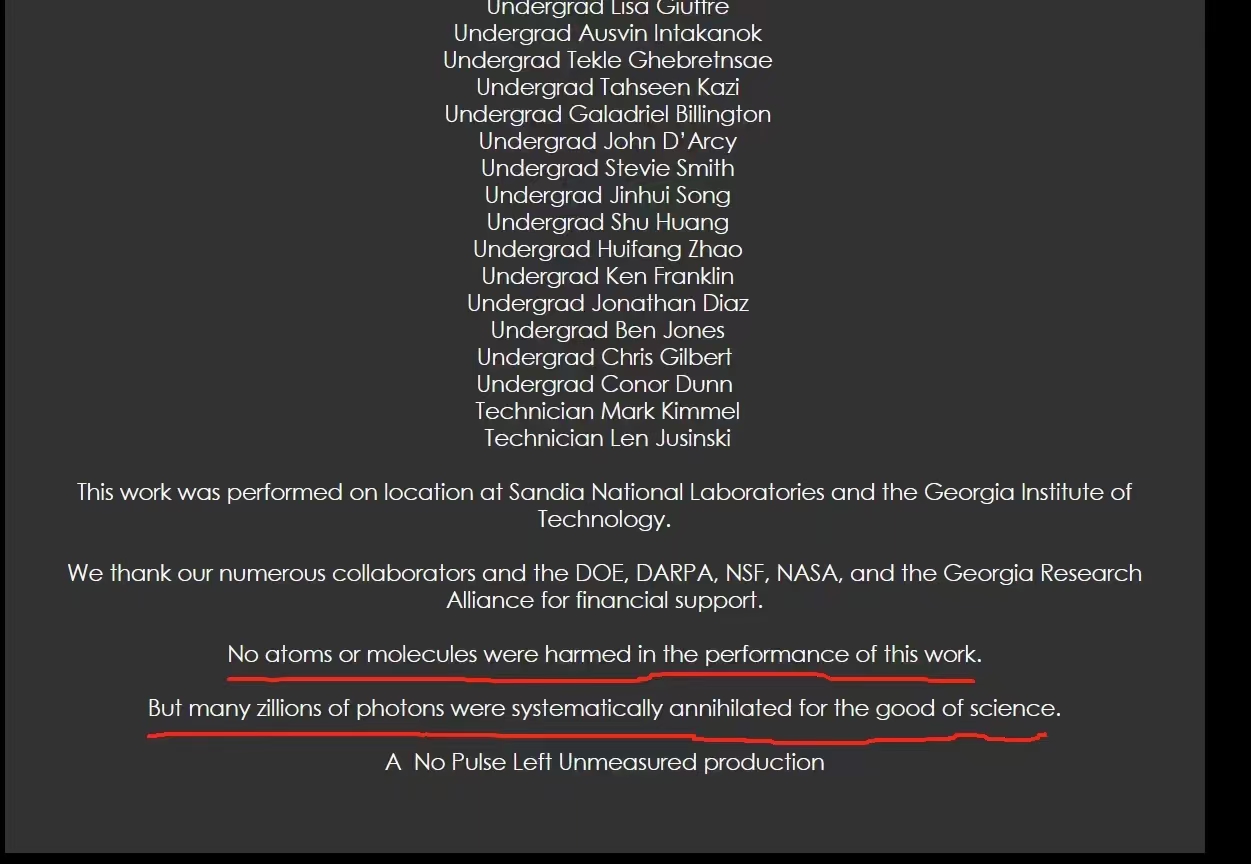 Undergrad Lisa Giuffre
Undergrad Ausvin Intakanok
Undergrad Tekle Ghebretnsae
Undergrad Tahseen Kazi
Undergrad Galadriel Billington
Undergrad John D’Arcy
Undergrad Stevie Smith
Undergrad Jinhui Song
Undergrad Shu Huang
Undergrad Huifang Zhao
Undergrad Ken Franklin
Undergrad Jonathan Diaz
Undergrad Ben Jones
Undergrad Chris Gilbert
Undergrad Conor Dunn
Technician Mark Kimmel
Technician Len Jusinski
This work was performed on location at Sandia National Laboratories and the Georgia Institute of
Technology.
We thank our numerous collaborators and the DOE, DARPA, NSF, NASA, and the Georgia Research
Alliance for financial support.
No atoms or molecules were harmed in the performance of this work.
But many zillions of photons were systematically annihilated for the good of science.
A No Pulse Left Unmeasured production